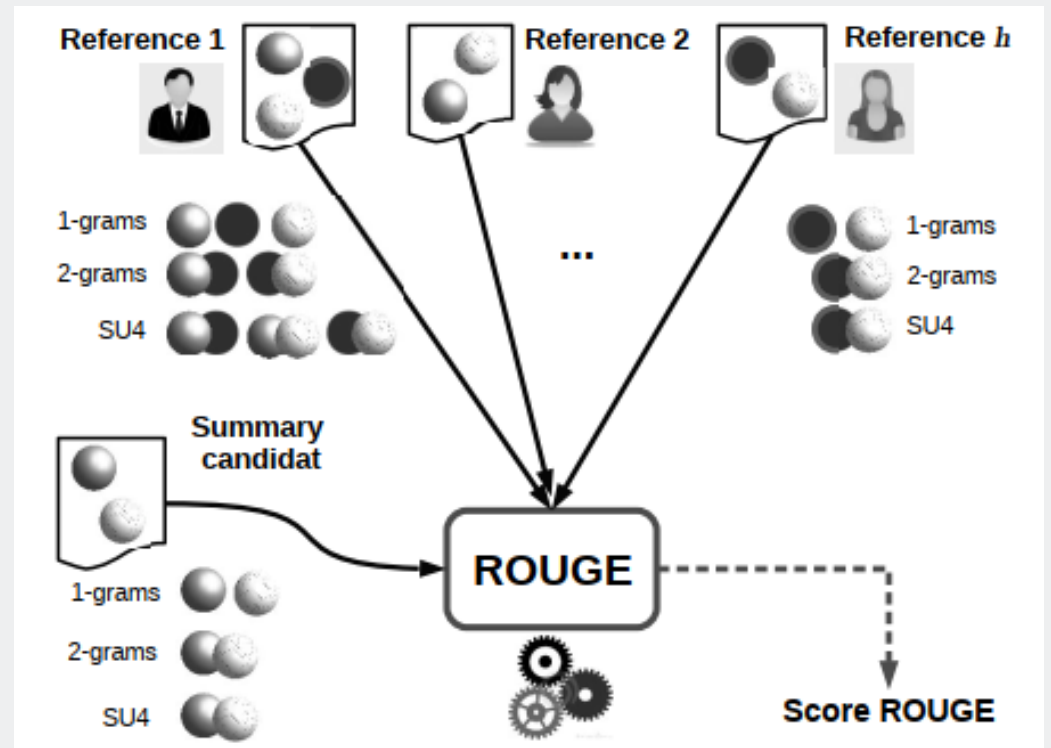 Reference 1
Reference 2
Reference h
1-grams
2-grams
SU4
...
1-grams
2-grams
SU4
Summary
candidat
1-grams
2-grams
SU4
ROUGE
Score ROUGE